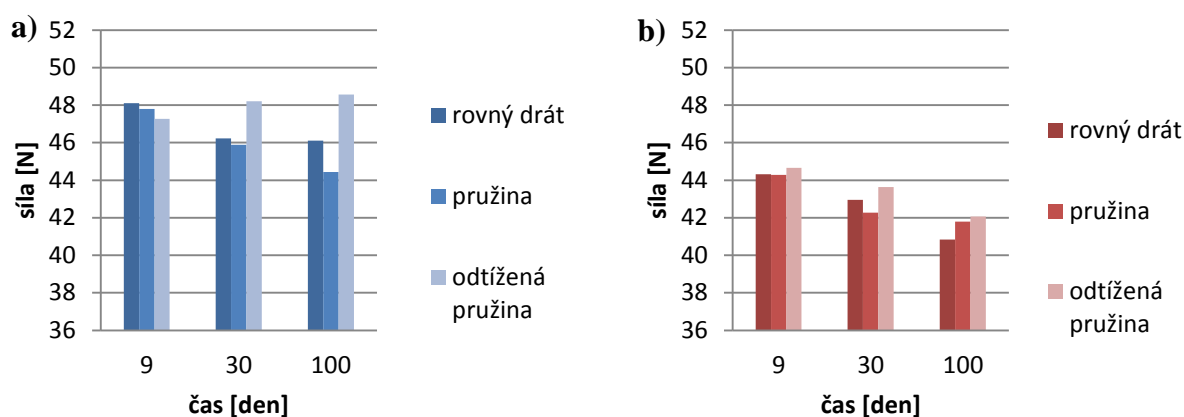 a)
síla [N]
52
50
48
46
44
42
40
38
36
9 30 100
čas [den]
rovný drát
pružina
odtížená
pružina
b)
síla [N]
52
50
48
46
44
42
40
38
36
9 30 100
čas [den]
rovný drát
pružina
odtížená
pružina